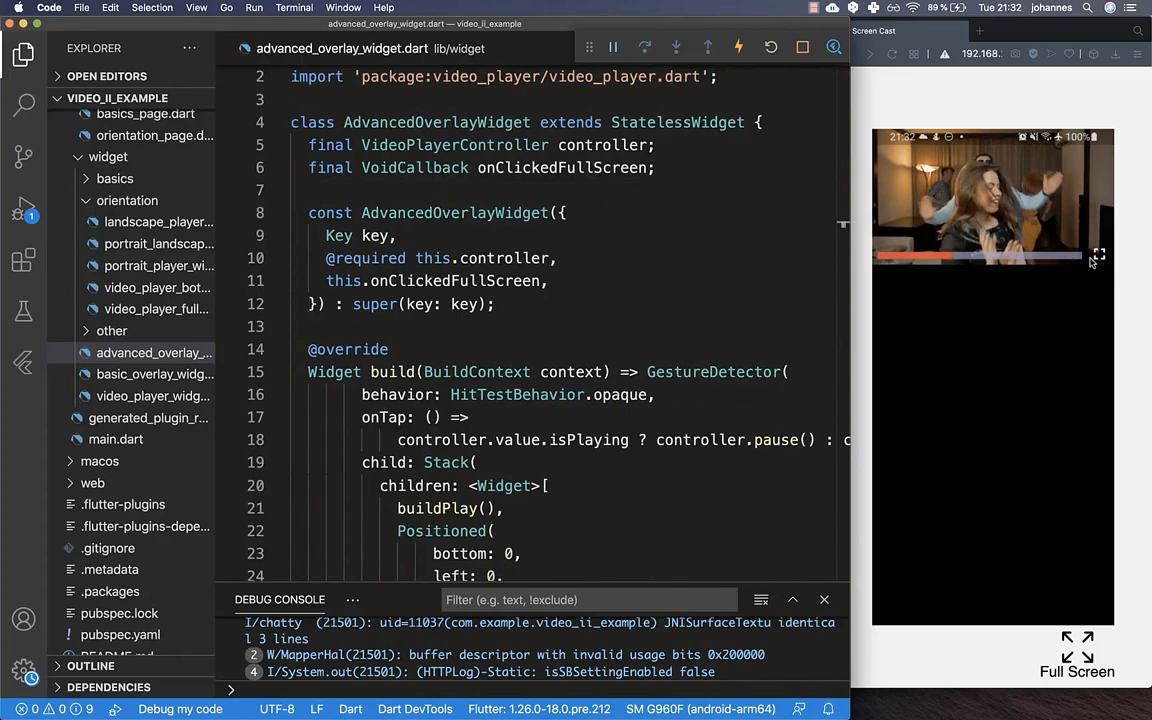 Code File Edit Selection View Go Run Terminal Window Help 89 % Tue 21:32 johannes
advanced_overlay_widget.dart — video_ii_example
EXPLORER
OPEN EDITORS
VIDEO_II_EXAMPLE
basics_page.dart
orientation_page.d...
widget
basics
orientation
landscape_player...
portrait_landscap...
portrait_player_wi...
video_player_bot...
video_player_full...
other
advanced_overlay_...
basic_overlay_widg...
video_player_widg...
generated_plugin_r...
main.dart
macos
web
.flutter-plugins
.flutter-plugins-depe...
.gitignore
.metadata
.packages
pubspec.lock
pubspec.yaml
README.md
OUTLINE
DEPENDENCIES
1
advanced_overlay_widget.dart lib/widget
2 import 'package:video_player/video_player.dart';
3
4 class AdvancedOverlayWidget extends StatelessWidget {
5 final VideoPlayerController controller;
6 final VoidCallback onClickedFullScreen;
7
8 const AdvancedOverlayWidget({
9 Key key,
10 @required this.controller,
11 this.onClickedFullScreen,
12 }) : super(key: key);
13
14 @override
15 Widget build(BuildContext context) => GestureDetector(
16 behavior: HitTestBehavior.opaque,
17 onTap: () =>
18 controller.value.isPlaying ? controller.pause() : c
19 child: Stack(
20 children: <Widget>[
21 buildPlay(),
22 Positioned(
23 bottom: 0,
24 left: 0,
DEBUG CONSOLE ... Filter (e.g. text, !exclude)
I/chatty (21501): uid=11037(com.example.video_ii_example) JNISurfaceTextu identica
l 3 lines
2 W/MapperHal(21501): buffer descriptor with invalid usage bits 0x200000
4 I/System.out(21501): (HTTPLog)-Static: isSBSettingEnabled false
0 0 9 Debug my code UTF-8 LF Dart Dart DevTools Flutter: 1.26.0-18.0.pre.212 SM G960F (android-arm64)
Screen Cast
192.168.
21:32 100%
Full Screen